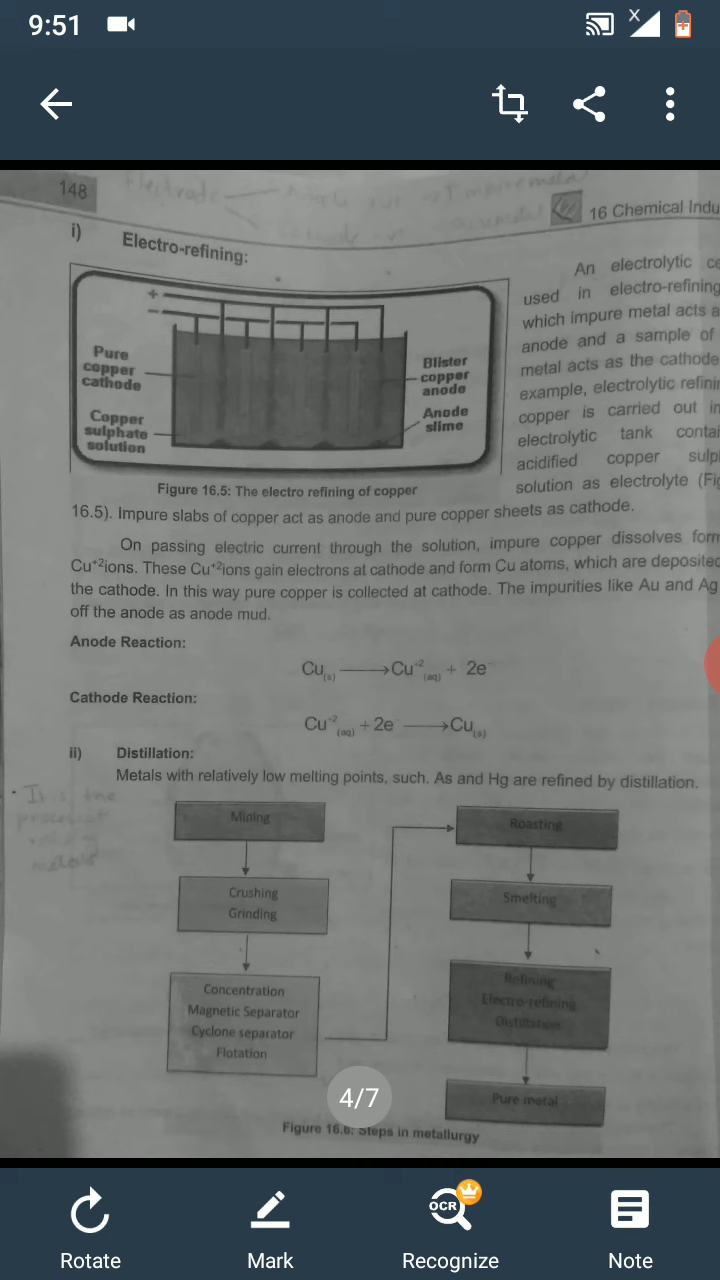 9:51
148
16 Chemical Indu
i) Electro-refining:
+
Pure
copper
cathode
Copper
sulphate
solution
Blister
copper
anode
Anode
slime
Figure 16.5: The electro refining of copper
An electrolytic ce
used in electro-refining
which impure metal acts a
anode and a sample of
metal acts as the cathode
example, electrolytic refinin
copper is carried out in
electrolytic tank contai
acidified copper sulp
solution as electrolyte (Fig
16.5). Impure slabs of copper act as anode and pure copper sheets as cathode.
On passing electric current through the solution, impure copper dissolves form
Cu⁺²ions. These Cu⁺²ions gain electrons at cathode and form Cu atoms, which are deposited
the cathode. In this way pure copper is collected at cathode. The impurities like Au and Ag
off the anode as anode mud.
Anode Reaction:
Cu(s) ⟶ Cu⁺²(aq) + 2e⁻
Cathode Reaction:
Cu⁺²(aq) + 2e ⟶ Cu(s)
ii) Distillation:
Metals with relatively low melting points, such. As and Hg are refined by distillation.
It is the
metals
Mining
Crushing
Grinding
Concentration
Magnetic Separator
Cyclone separator
Flotation
Roasting
Smelting
Refining
Electro-refining
Distillation
Pure metal
4/7
Figure 16.6: Steps in metallurgy
Rotate
Mark
OCR
Recognize
Note